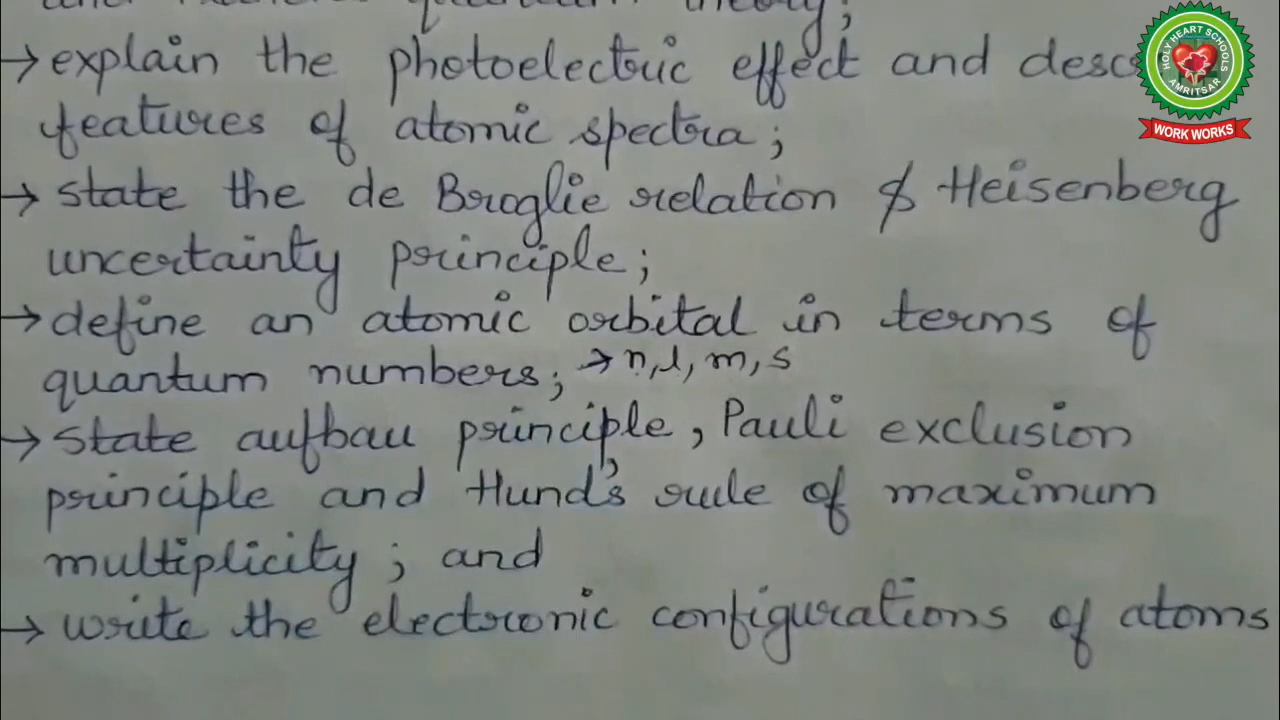 quantum theory;
→ explain the photoelectric effect and desc
features of atomic spectra;
→ state the de Broglie relation & Heisenberg
uncertainty principle;
→ define an atomic orbital in terms of
quantum numbers; → n, l, m, s
→ state aufbau principle, Pauli exclusion
principle and Hund's rule of maximum
multiplicity; and
→ write the electronic configurations of atoms
HOLY HEART SCHOOLS
AMRITSAR
WORK WORKS